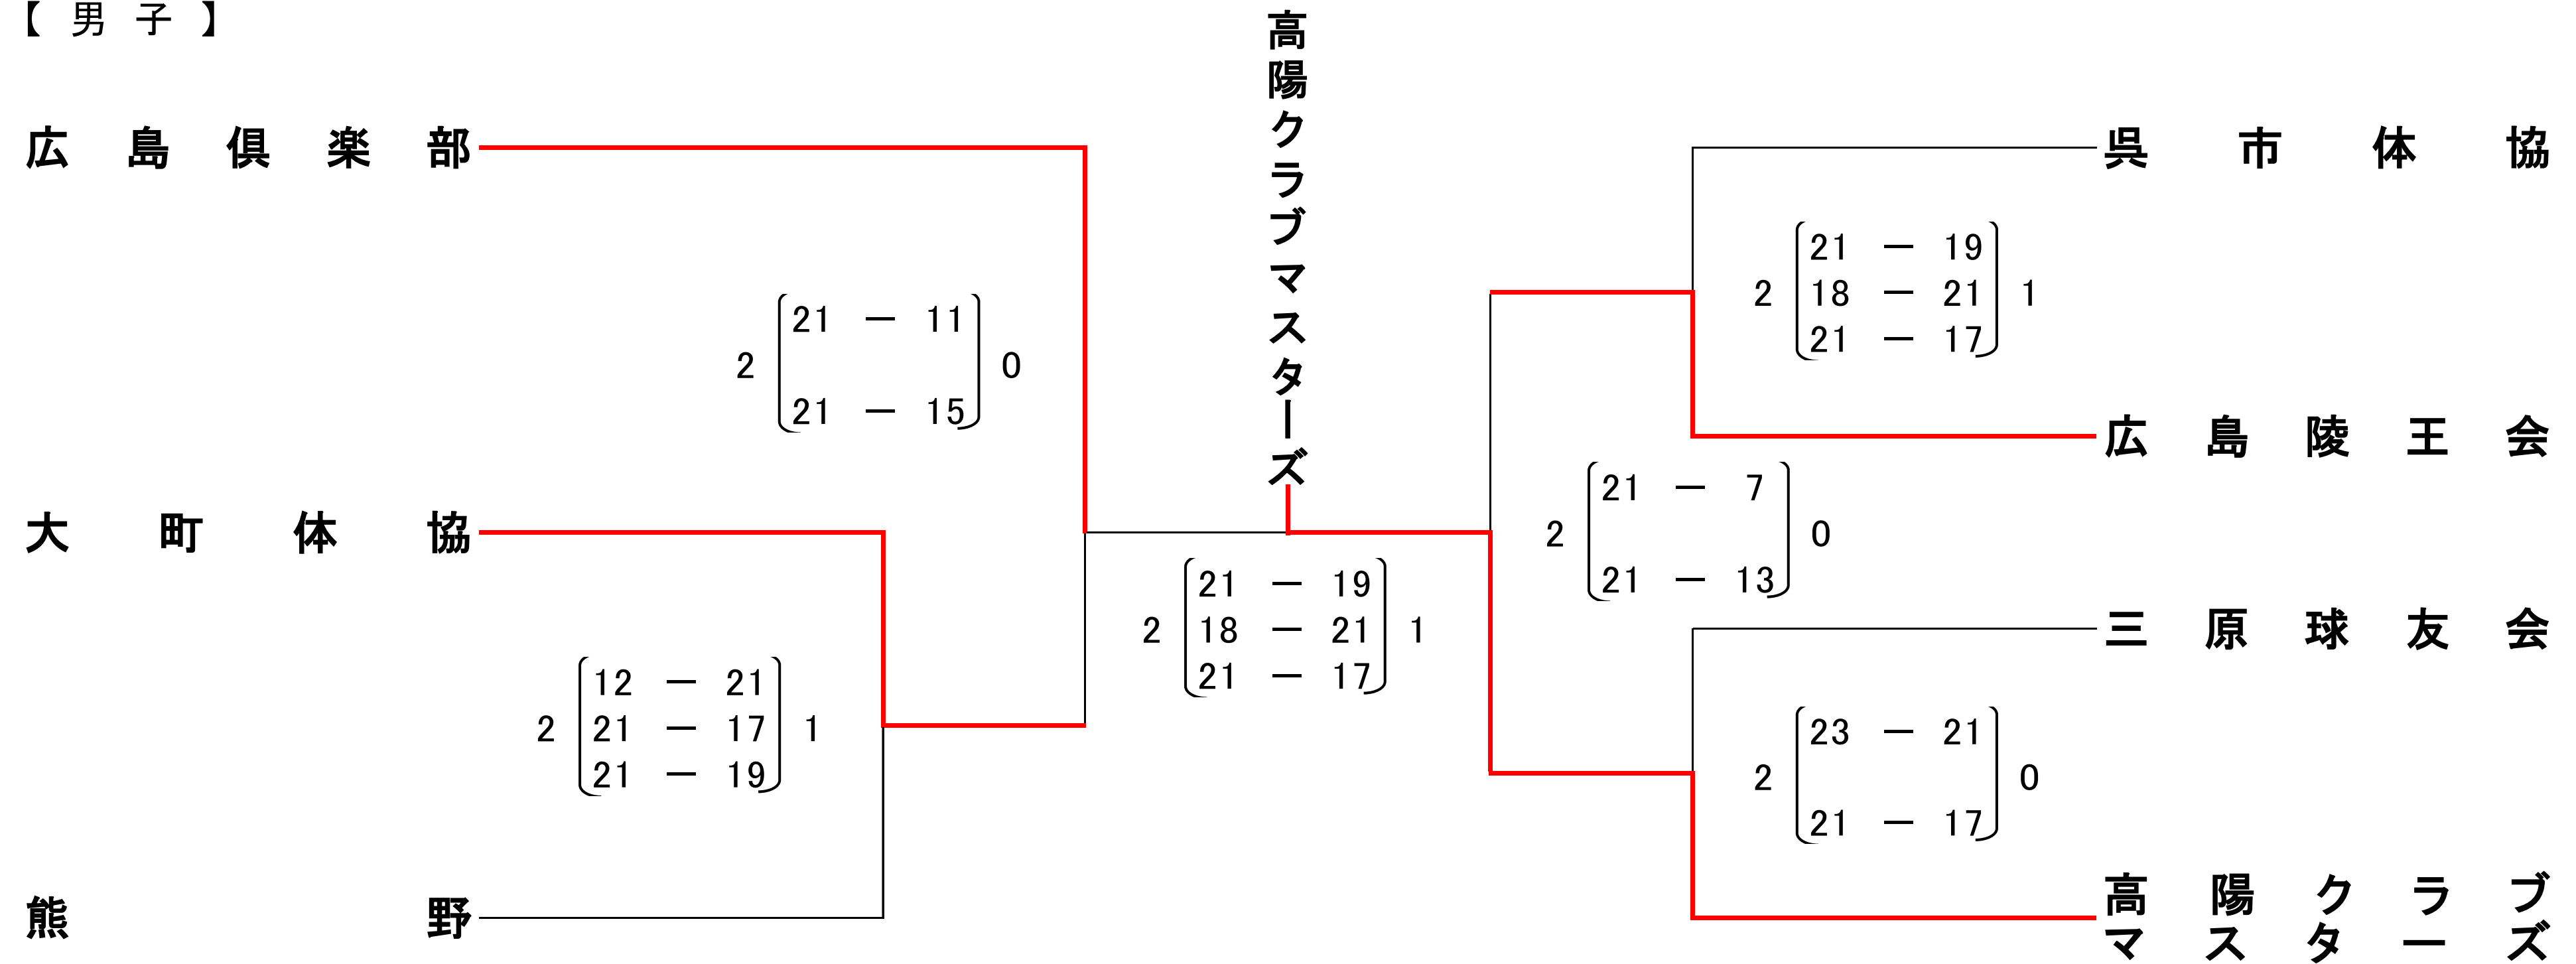 【 男 子 】
高陽クラブマスターズ
広島倶楽部
呉市体協
2 21 － 11 0
21 － 15
2 21 － 19 1
18 － 21
21 － 17
広島陵王会
大町体協
2 21 － 7 0
21 － 13
2 21 － 19 1
18 － 21
21 － 17
三原球友会
2 12 － 21 1
21 － 17
21 － 19
2 23 － 21 0
21 － 17
熊野
高陽クラブ
マスターズ